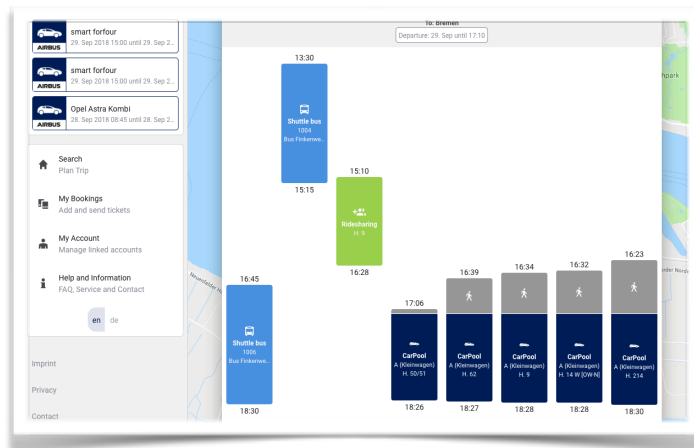 smart forfour
29. Sep 2018 15:00 until 29. Sep 2..
AIRBUS
smart forfour
29. Sep 2018 15:00 until 29. Sep 2..
AIRBUS
Opel Astra Kombi
28. Sep 2018 08:45 until 28. Sep 2..
AIRBUS
Search
Plan Trip
My Bookings
Add and send tickets
My Account
Manage linked accounts
Help and Information
FAQ, Service and Contact
en de
Imprint
Privacy
Contact
To: Bremen
Departure: 29. Sep until 17:10
16:45
Shuttle bus
1006
Bus Finkenwe...
18:30
13:30
Shuttle bus
1004
Bus Finkenwe...
15:15
15:10
Ridesharing
H. 9
16:28
17:06
CarPool
A (Kleinwagen)
H. 50/51
18:26
16:39
CarPool
A (Kleinwagen)
H. 62
18:27
16:34
CarPool
A (Kleinwagen)
H. 9
18:28
16:32
CarPool
A (Kleinwagen)
H. 14 W [OW-N]
18:28
16:23
CarPool
A (Kleinwagen)
H. 214
18:30
hpark